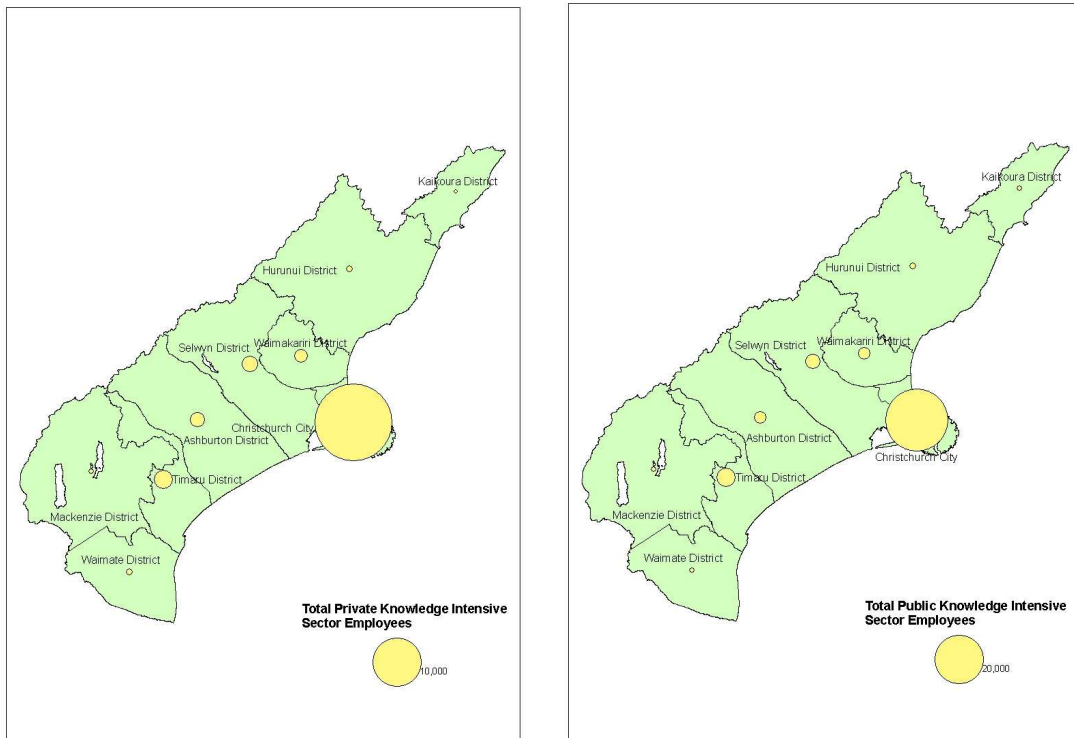 Kaikoura District
Hurunui District
Waimakariri District
Selwyn District
Christchurch City
Ashburton District
Timaru District
Mackenzie District
Waimate District
Total Private Knowledge Intensive
Sector Employees
10,000
Kaikoura District
Hurunui District
Waimakariri District
Selwyn District
Ashburton District
Christchurch City
Timaru District
Mackenzie District
Waimate District
Total Public Knowledge Intensive
Sector Employees
20,000